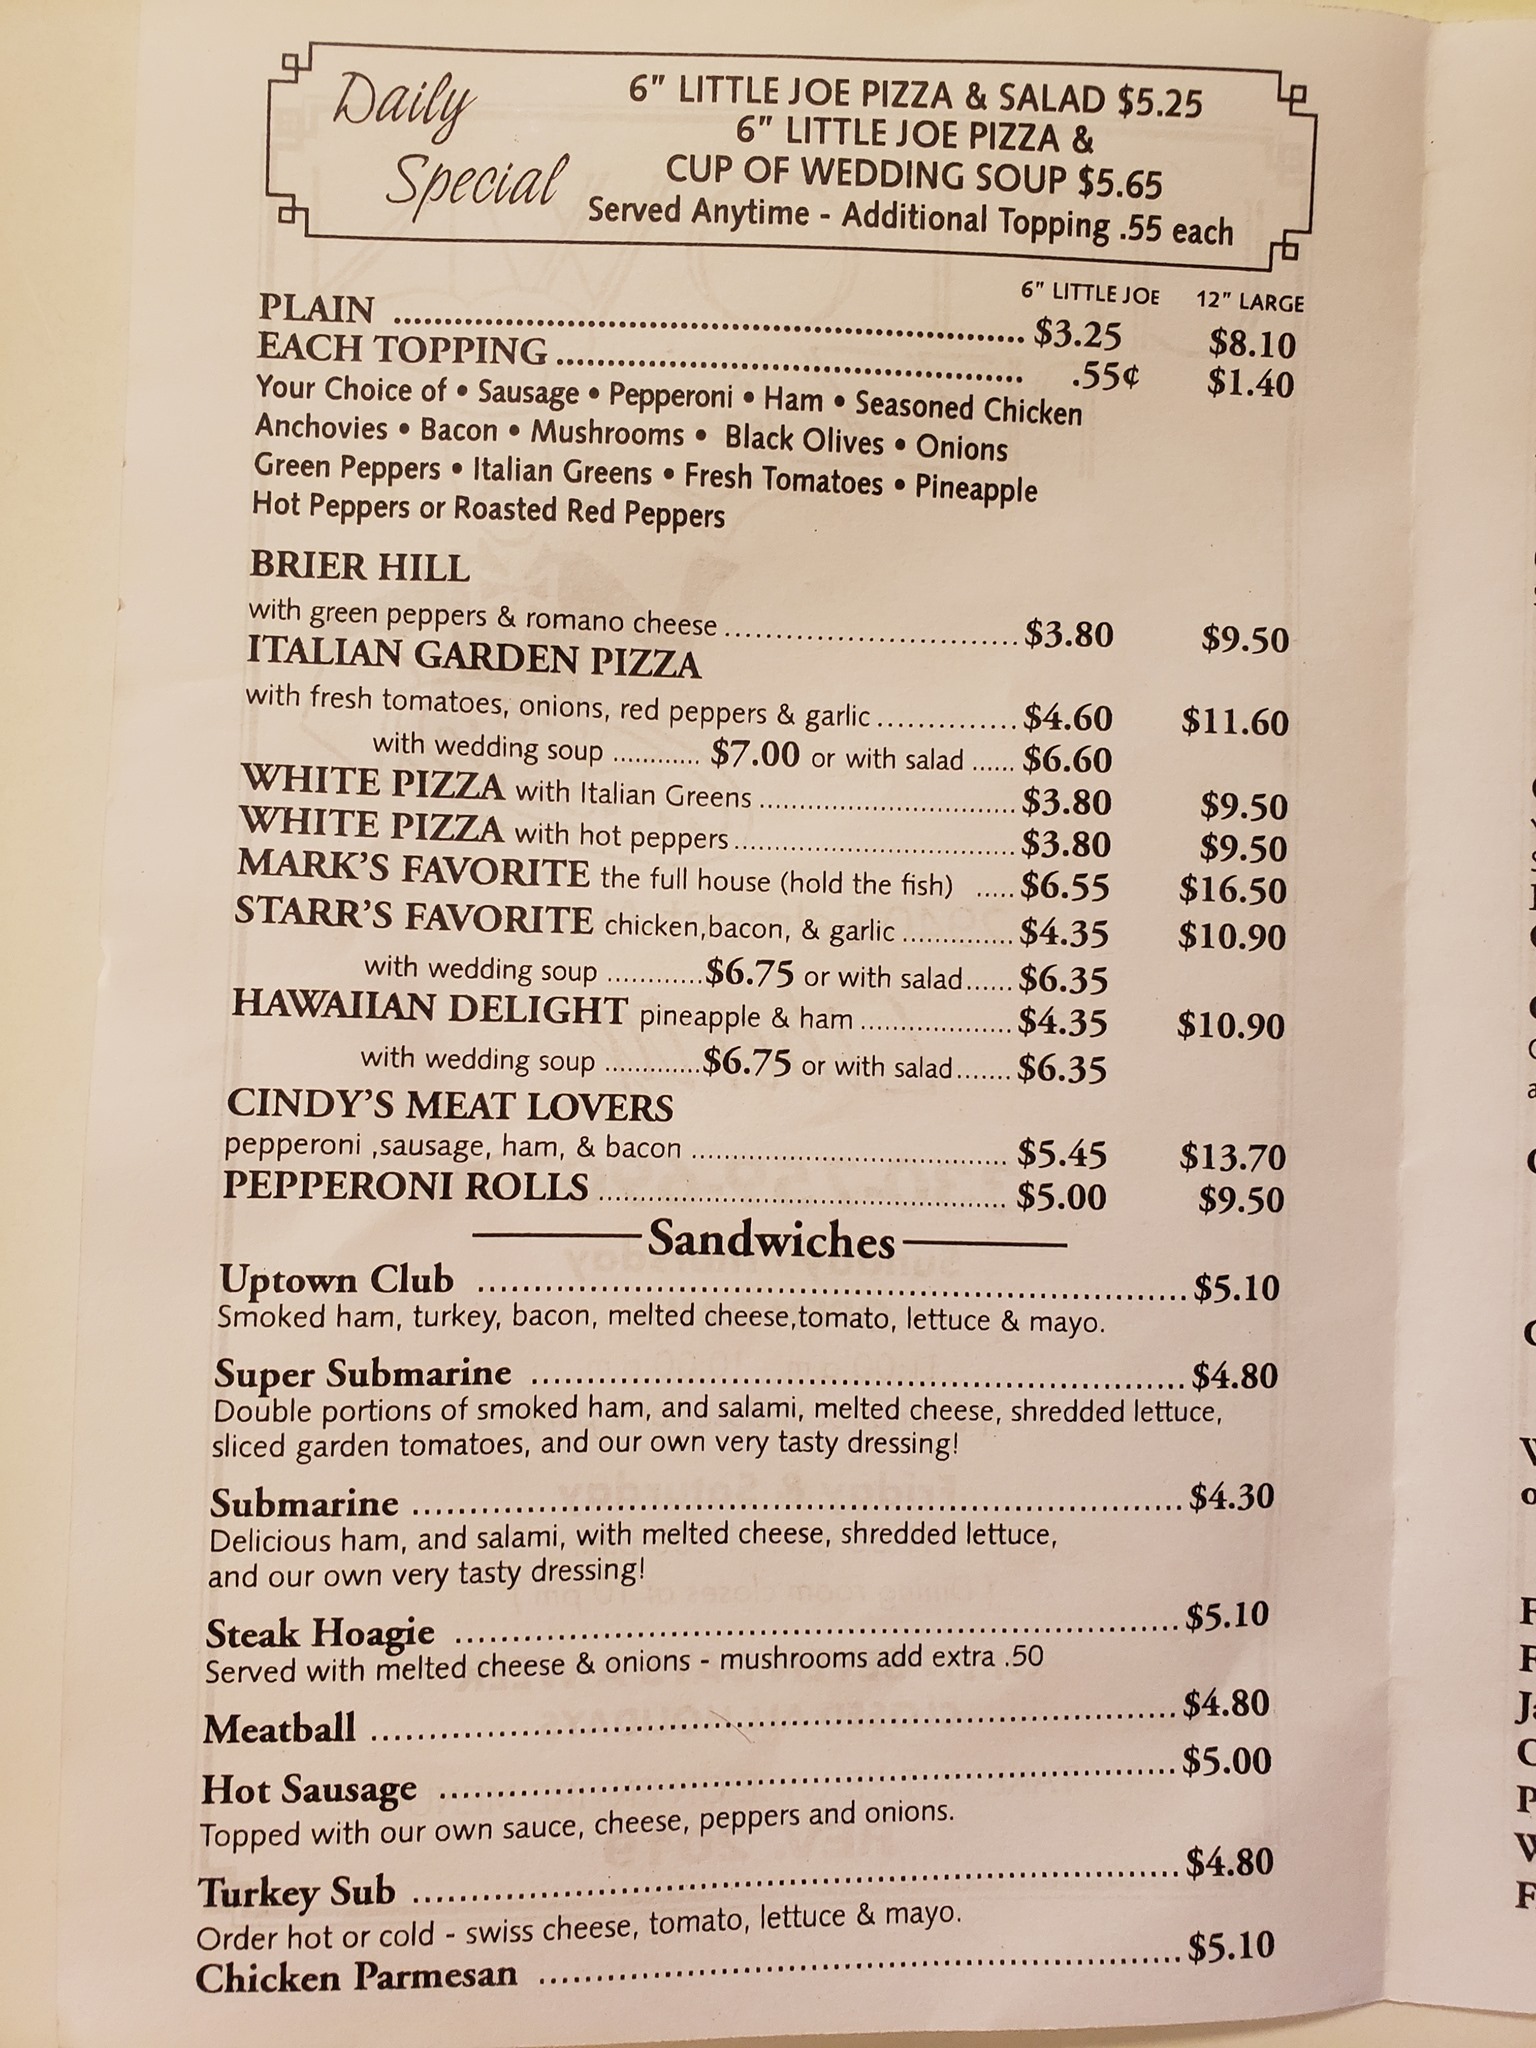 Daily Special
6" LITTLE JOE PIZZA & SALAD $5.25
6" LITTLE JOE PIZZA &
CUP OF WEDDING SOUP $5.65
Served Anytime - Additional Topping .55 each
6" LITTLE JOE 12" LARGE
PLAIN ........ $3.25 $8.10
EACH TOPPING ........ .55¢ $1.40
Your Choice of • Sausage • Pepperoni • Ham • Seasoned Chicken
Anchovies • Bacon • Mushrooms • Black Olives • Onions
Green Peppers • Italian Greens • Fresh Tomatoes • Pineapple
Hot Peppers or Roasted Red Peppers
BRIER HILL
with green peppers & romano cheese ........ $3.80 $9.50
ITALIAN GARDEN PIZZA
with fresh tomatoes, onions, red peppers & garlic ........ $4.60 $11.60
with wedding soup ........ $7.00 or with salad ...... $6.60
WHITE PIZZA with Italian Greens ........ $3.80 $9.50
WHITE PIZZA with hot peppers ........ $3.80 $9.50
MARK'S FAVORITE the full house (hold the fish) ..... $6.55 $16.50
STARR'S FAVORITE chicken,bacon, & garlic ........ $4.35 $10.90
with wedding soup ........ $6.75 or with salad ...... $6.35
HAWAIIAN DELIGHT pineapple & ham ........ $4.35 $10.90
with wedding soup ........ $6.75 or with salad ....... $6.35
CINDY'S MEAT LOVERS
pepperoni ,sausage, ham, & bacon ........ $5.45 $13.70
PEPPERONI ROLLS ........ $5.00 $9.50
Sandwiches
Uptown Club ........ $5.10
Smoked ham, turkey, bacon, melted cheese,tomato, lettuce & mayo.
Super Submarine ........ $4.80
Double portions of smoked ham, and salami, melted cheese, shredded lettuce,
sliced garden tomatoes, and our own very tasty dressing!
Submarine ........ $4.30
Delicious ham, and salami, with melted cheese, shredded lettuce,
and our own very tasty dressing!
Steak Hoagie ........ $5.10
Served with melted cheese & onions - mushrooms add extra .50
Meatball ........ $4.80
Hot Sausage ........ $5.00
Topped with our own sauce, cheese, peppers and onions.
Turkey Sub ........ $4.80
Order hot or cold - swiss cheese, tomato, lettuce & mayo.
Chicken Parmesan ........ $5.10